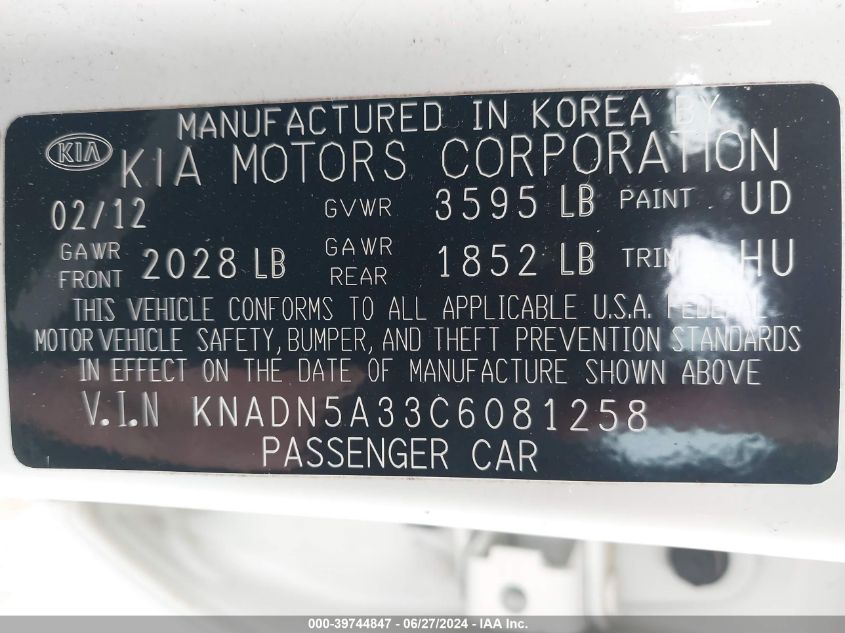 MANUFACTURED IN KOREA BY
KIA KIA MOTORS CORPORATION
02/12 GVWR 3595 LB PAINT UD
GAWR FRONT 2028 LB GAWR REAR 1852 LB TRIM HU
THIS VEHICLE CONFORMS TO ALL APPLICABLE U.S.A. FEDERAL
MOTOR VEHICLE SAFETY, BUMPER, AND THEFT PREVENTION STANDARDS
IN EFFECT ON THE DATE OF MANUFACTURE SHOWN ABOVE
V.I.N KNADN5A33C6081258
PASSENGER CAR
000-39744847 - 06/27/2024 - IAA Inc.